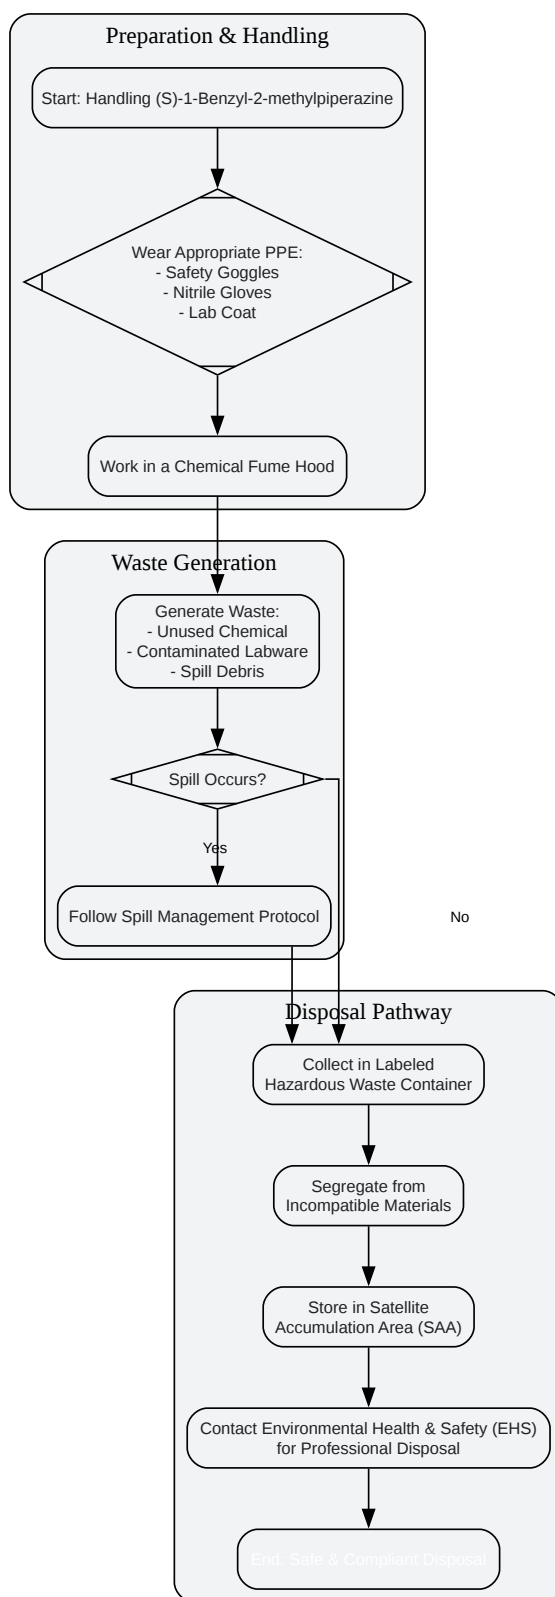 Preparation & Handling
Start: Handling (S)-1-Benzyl-2-methylpiperazine
Wear Appropriate PPE:
- Safety Goggles
- Nitrile Gloves
- Lab Coat
Work in a Chemical Fume Hood
Waste Generation
Generate Waste:
- Unused Chemical
- Contaminated Labware
- Spill Debris
Spill Occurs?
Yes
Follow Spill Management Protocol
No
Disposal Pathway
Collect in Labeled
Hazardous Waste Container
Segregate from
Incompatible Materials
Store in Satellite
Accumulation Area (SAA)
Contact Environmental Health & Safety (EHS)
for Professional Disposal
End: Safe & Compliant Disposal